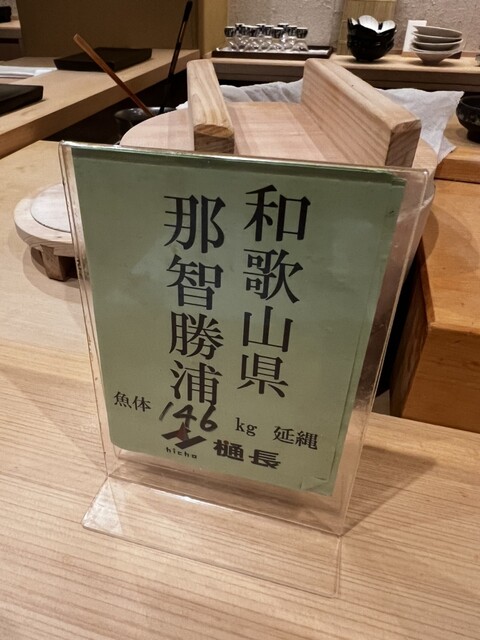 和歌山県
那智勝浦
魚体 146 kg 延縄
hicho 樋長